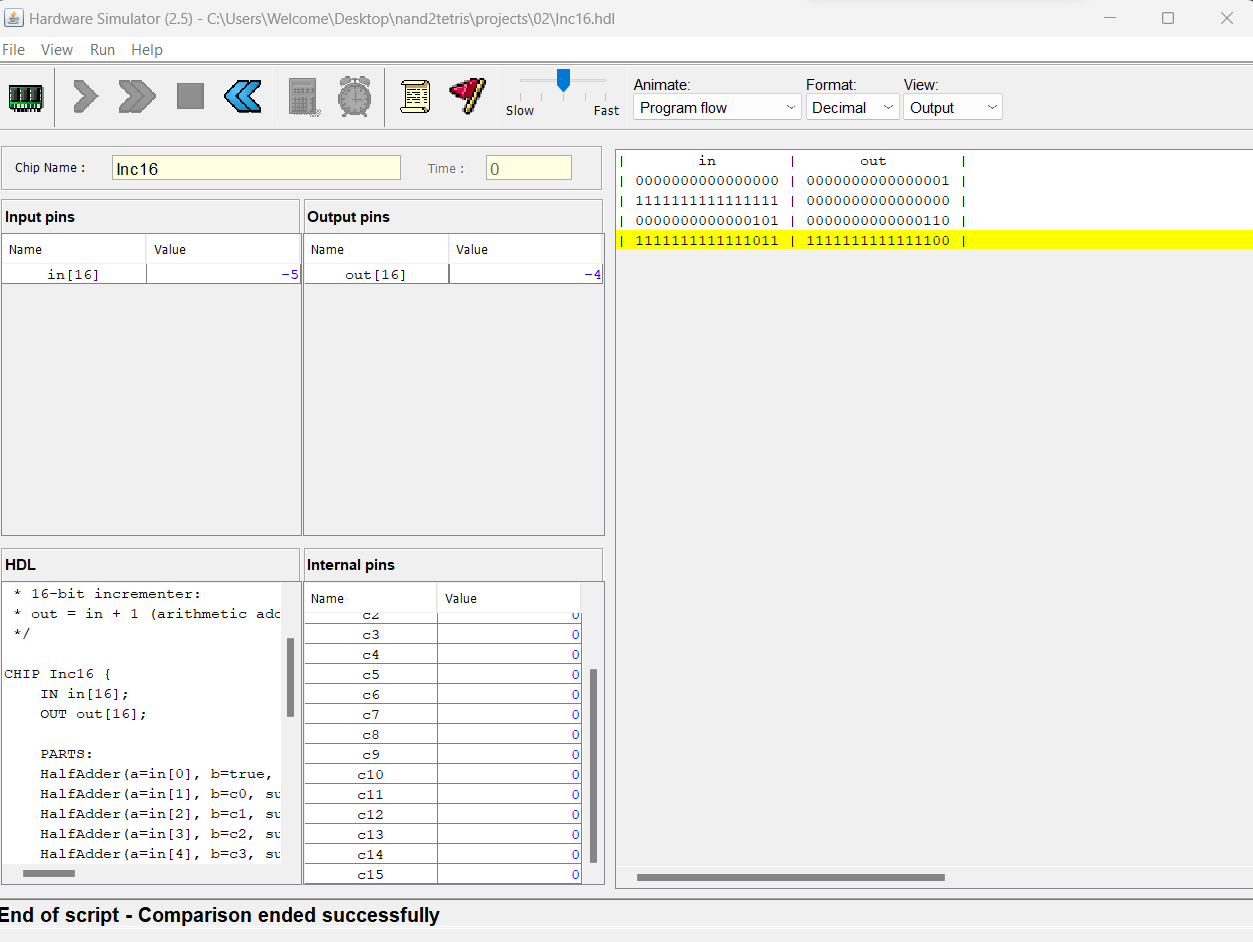 Hardware Simulator (2.5) - C:\Users\Welcome\Desktop\nand2tetris\projects\02\Inc16.hdl
File View Run Help
Slow Fast
Animate: Format: View:
Program flow Decimal Output
Chip Name : Inc16 Time : 0
Input pins
Name Value
in[16] -5
Output pins
Name Value
out[16] -4
| in | out |
| 0000000000000000 | 0000000000000001 |
| 1111111111111111 | 0000000000000000 |
| 0000000000000101 | 0000000000000110 |
| 1111111111111011 | 1111111111111100 |
HDL
* 16-bit incrementer:
* out = in + 1 (arithmetic add
*/
CHIP Inc16 {
IN in[16];
OUT out[16];
PARTS:
HalfAdder(a=in[0], b=true,
HalfAdder(a=in[1], b=c0, su
HalfAdder(a=in[2], b=c1, su
HalfAdder(a=in[3], b=c2, su
HalfAdder(a=in[4], b=c3, su
Internal pins
Name Value
c2 0
c3 0
c4 0
c5 0
c6 0
c7 0
c8 0
c9 0
c10 0
c11 0
c12 0
c13 0
c14 0
c15 0
End of script - Comparison ended successfully